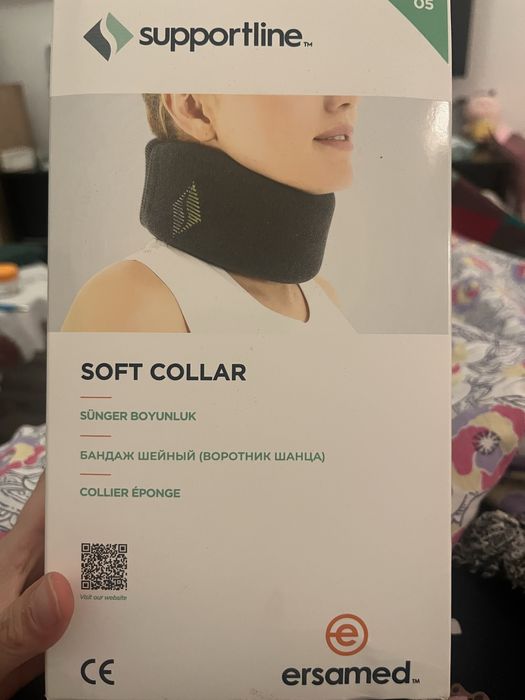 05
supportline™
SOFT COLLAR
SÜNGER BOYUNLUK
БАНДАЖ ШЕЙНЫЙ (ВОРОТНИК ШАНЦА)
COLLIER ÉPONGE
Visit our website
CE
e
ersamed™